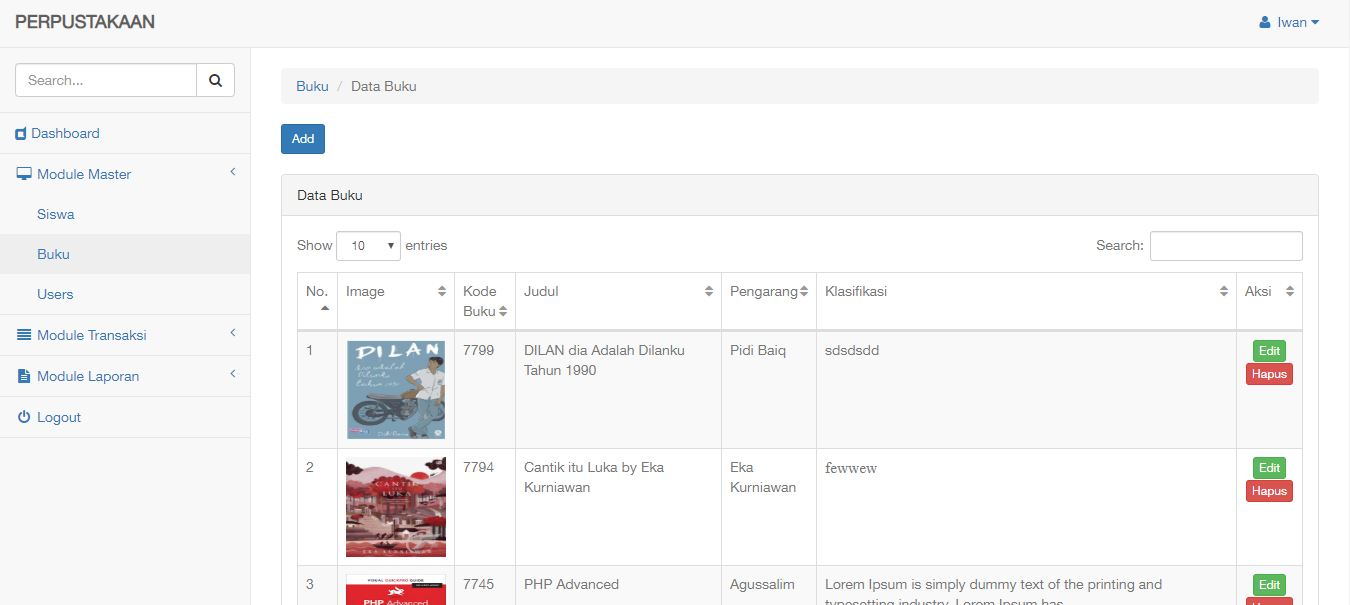 PERPUSTAKAAN
Iwan
Search...
Dashboard
Module Master
Siswa
Buku
Users
Module Transaksi
Module Laporan
Logout
Buku / Data Buku
Add
Data Buku
Show 10 entries
Search:
No. Image Kode Buku Judul Pengarang Klasifikasi Aksi
1
DILAN
7799
DILAN dia Adalah Dilanku
Tahun 1990
Pidi Baiq
sdsdsdd
Edit
Hapus
2
CANTIK
LUKA
EKA KURNIAWAN
7794
Cantik itu Luka by Eka
Kurniawan
Eka
Kurniawan
fewwew
Edit
Hapus
3
VISUAL QUICKPRO GUIDE
PHP Advanced
7745
PHP Advanced
Agussalim
Lorem Ipsum is simply dummy text of the printing and
typesetting industry. Lorem Ipsum has
Edit
Hapus